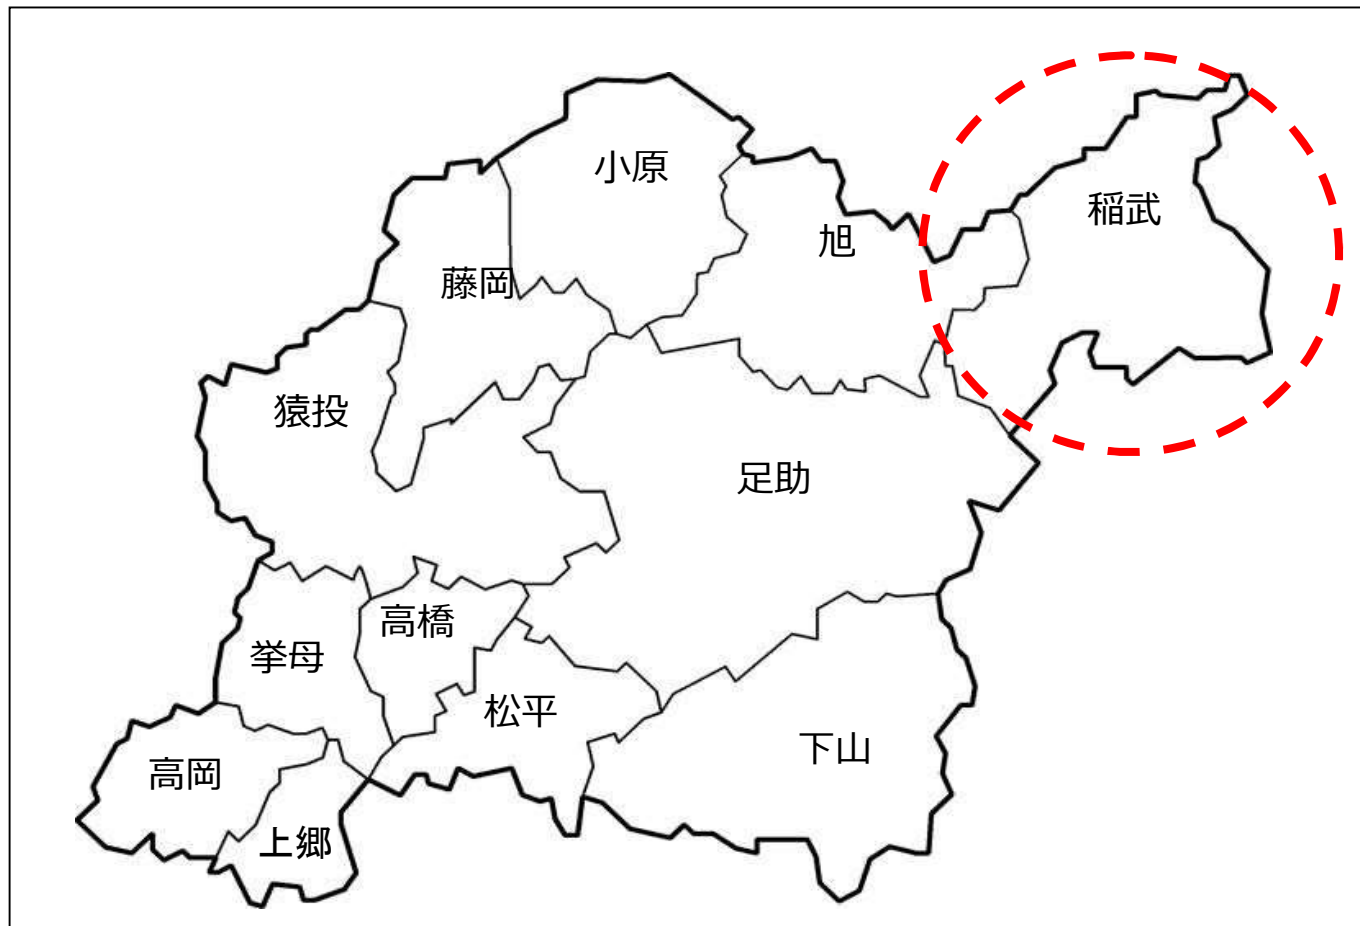 小原
稲武
旭
藤岡
猿投
足助
高橋
挙母
松平
下山
高岡
上郷